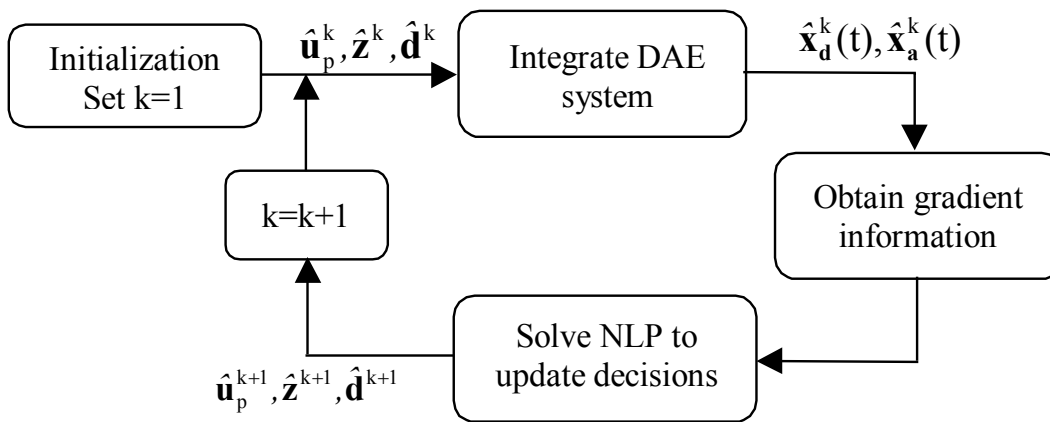 Initialization
Set k=1
û_p^k, ẑ^k, d̂^k
Integrate DAE
system
x̂_d^k(t), x̂_a^k(t)
k=k+1
Obtain gradient
information
Solve NLP to
update decisions
û_p^{k+1}, ẑ^{k+1}, d̂^{k+1}